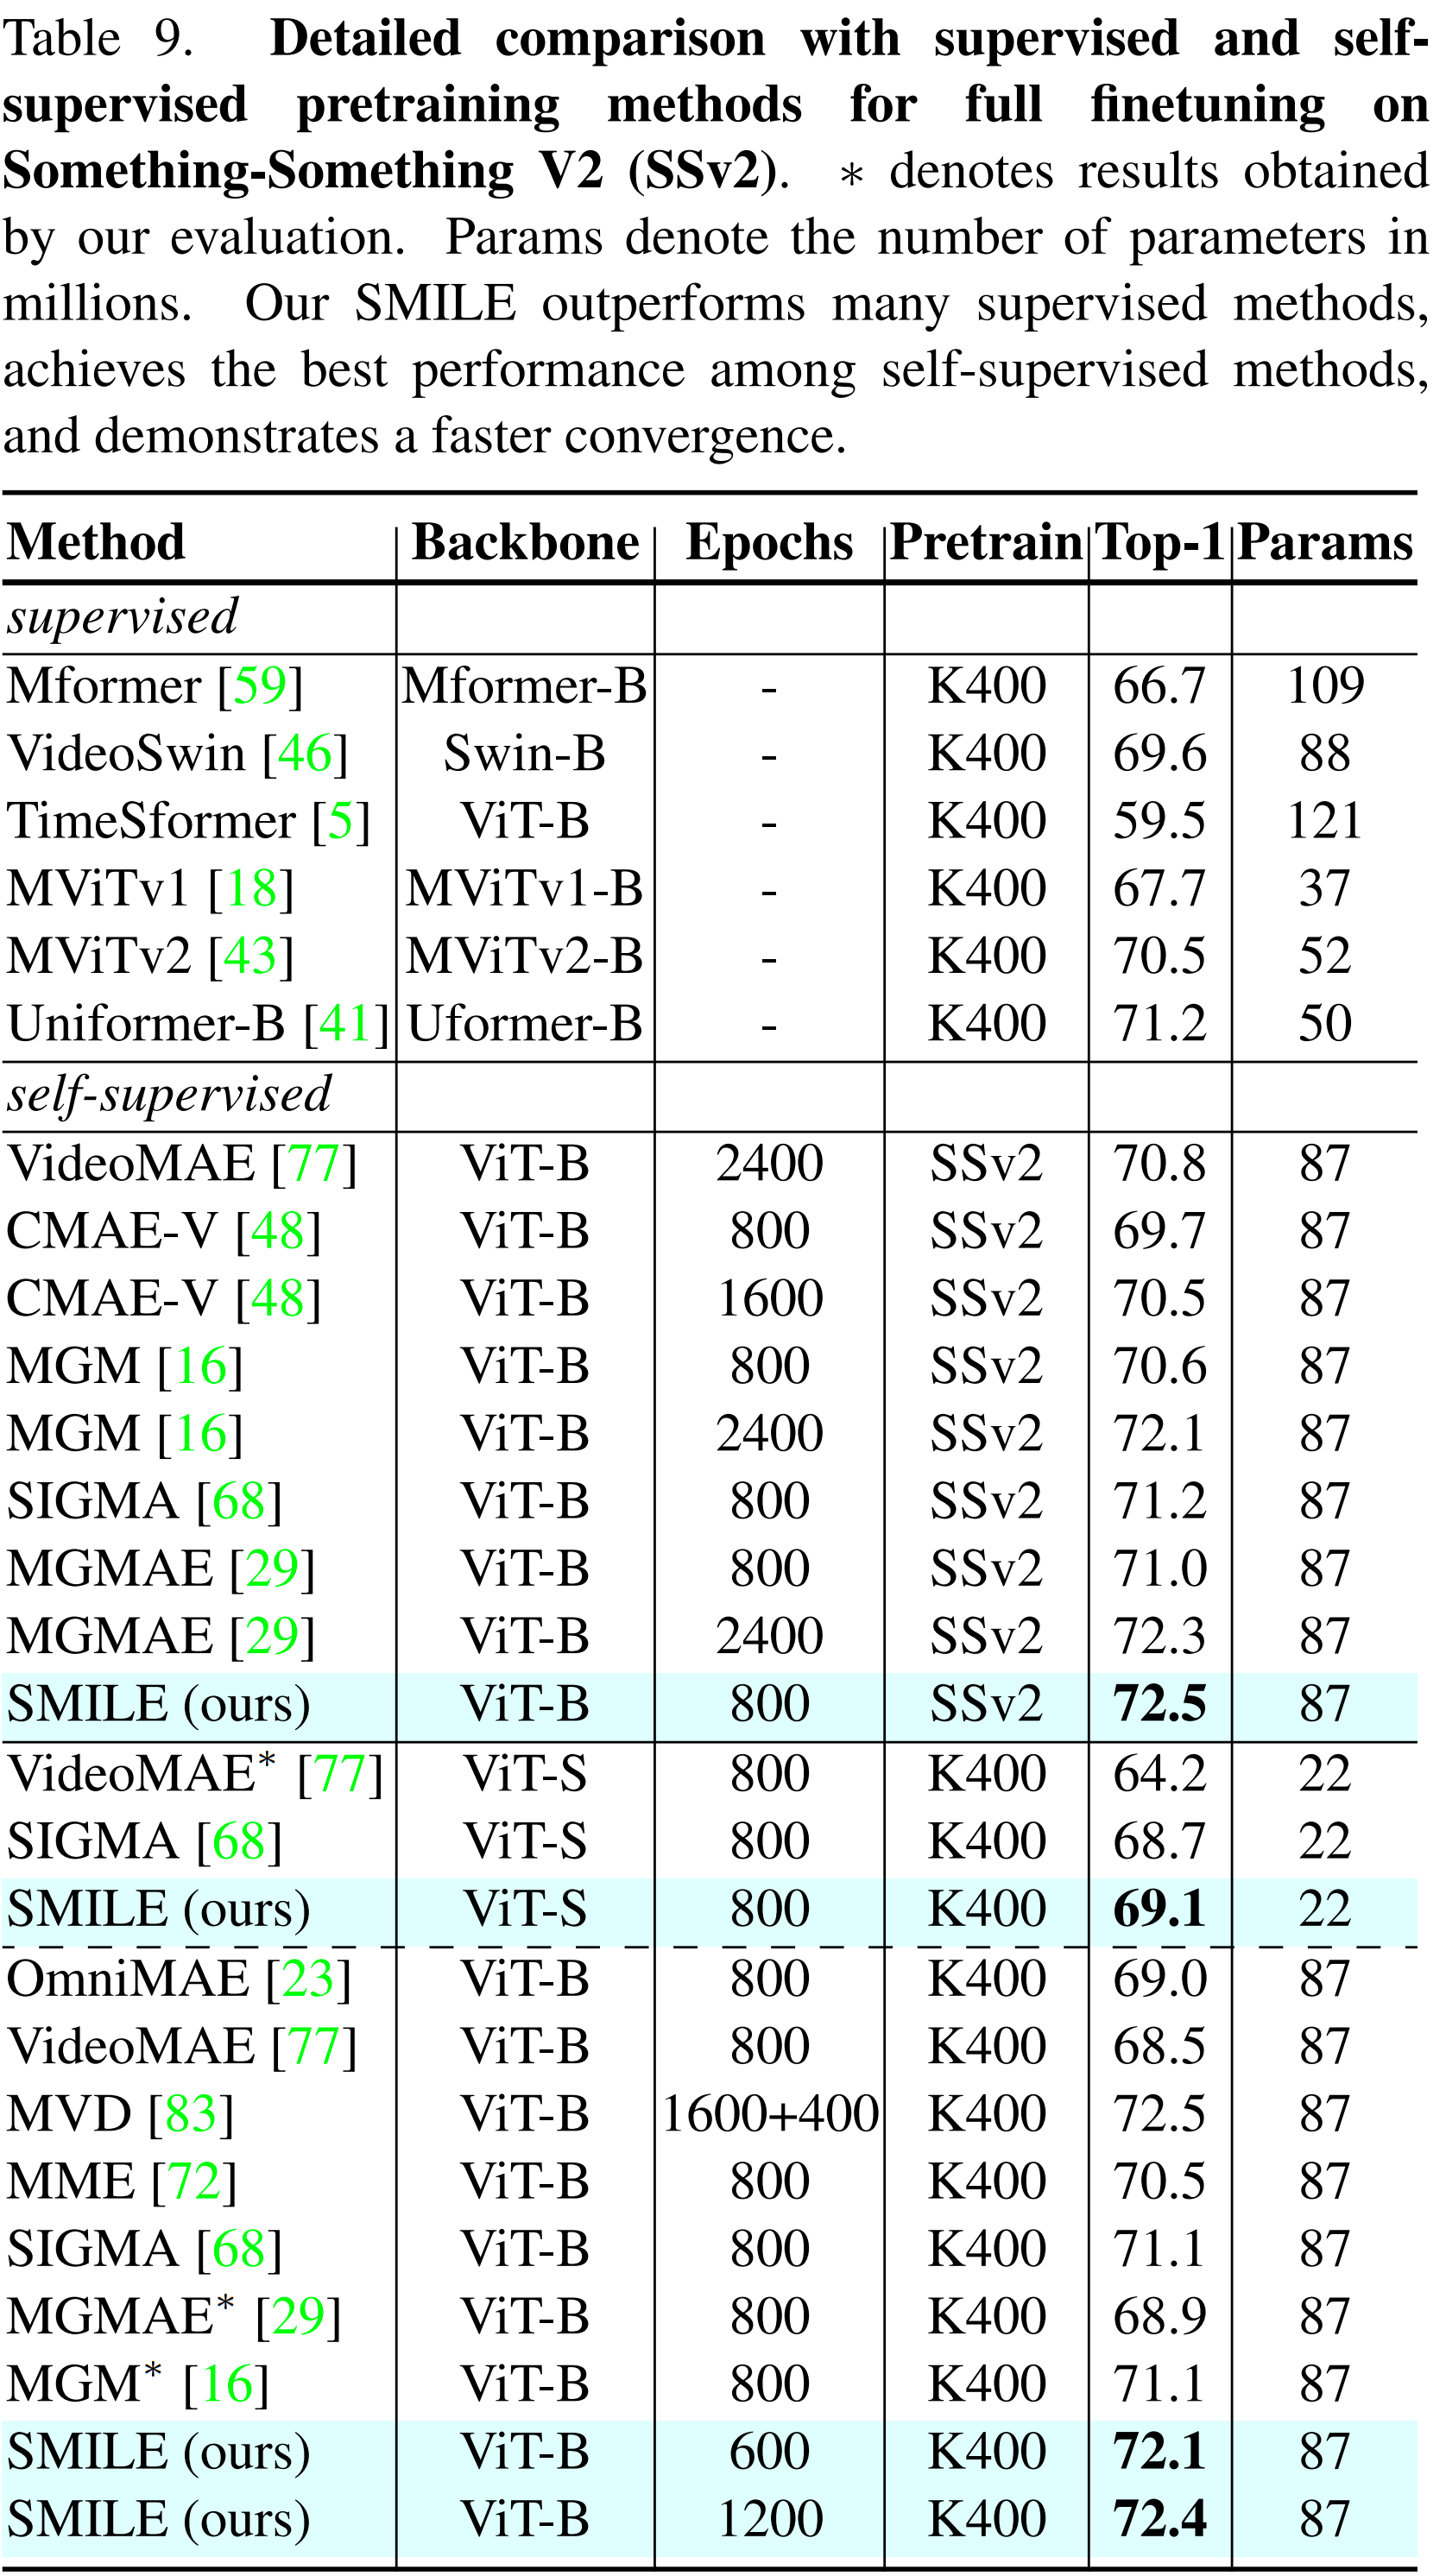 Table 9. Detailed comparison with supervised and self-
supervised pretraining methods for full finetuning on
Something-Something V2 (SSv2). ∗ denotes results obtained
by our evaluation. Params denote the number of parameters in
millions. Our SMILE outperforms many supervised methods,
achieves the best performance among self-supervised methods,
and demonstrates a faster convergence.
Method Backbone Epochs Pretrain Top-1 Params
supervised
Mformer [59] Mformer-B - K400 66.7 109
VideoSwin [46] Swin-B - K400 69.6 88
TimeSformer [5] ViT-B - K400 59.5 121
MViTv1 [18] MViTv1-B - K400 67.7 37
MViTv2 [43] MViTv2-B - K400 70.5 52
Uniformer-B [41] Uformer-B - K400 71.2 50
self-supervised
VideoMAE [77] ViT-B 2400 SSv2 70.8 87
CMAE-V [48] ViT-B 800 SSv2 69.7 87
CMAE-V [48] ViT-B 1600 SSv2 70.5 87
MGM [16] ViT-B 800 SSv2 70.6 87
MGM [16] ViT-B 2400 SSv2 72.1 87
SIGMA [68] ViT-B 800 SSv2 71.2 87
MGMAE [29] ViT-B 800 SSv2 71.0 87
MGMAE [29] ViT-B 2400 SSv2 72.3 87
SMILE (ours) ViT-B 800 SSv2 72.5 87
VideoMAE* [77] ViT-S 800 K400 64.2 22
SIGMA [68] ViT-S 800 K400 68.7 22
SMILE (ours) ViT-S 800 K400 69.1 22
OmniMAE [23] ViT-B 800 K400 69.0 87
VideoMAE [77] ViT-B 800 K400 68.5 87
MVD [83] ViT-B 1600+400 K400 72.5 87
MME [72] ViT-B 800 K400 70.5 87
SIGMA [68] ViT-B 800 K400 71.1 87
MGMAE* [29] ViT-B 800 K400 68.9 87
MGM* [16] ViT-B 800 K400 71.1 87
SMILE (ours) ViT-B 600 K400 72.1 87
SMILE (ours) ViT-B 1200 K400 72.4 87